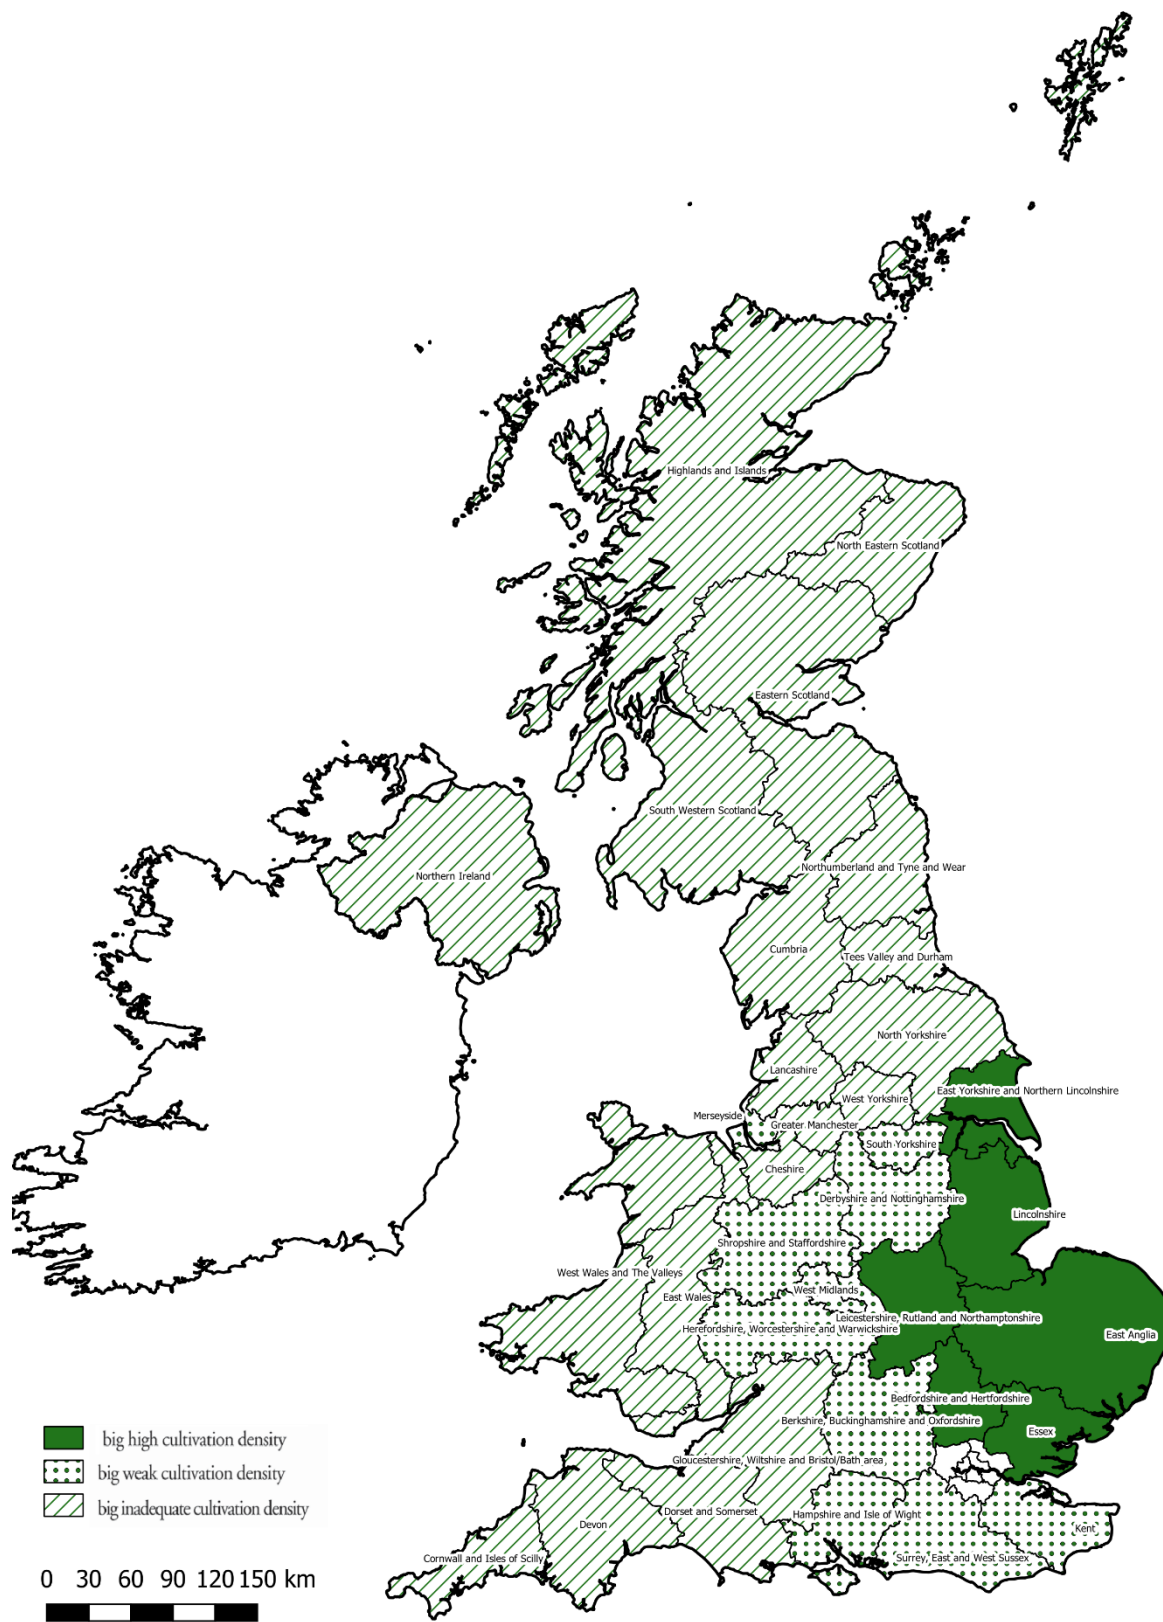 Highlands and Islands
North Eastern Scotland
Eastern Scotland
South Western Scotland
Northern Ireland
Northumberland and Tyne and Wear
Cumbria
Tees Valley and Durham
North Yorkshire
Lancashire
East Yorkshire and Northern Lincolnshire
West Yorkshire
Merseyside
Greater Manchester
South Yorkshire
Cheshire
Derbyshire and Nottinghamshire
Lincolnshire
Shropshire and Staffordshire
West Wales and The Valleys
West Midlands
East Wales
Leicestershire, Rutland and Northamptonshire
Herefordshire, Worcestershire and Warwickshire
East Anglia
Bedfordshire and Hertfordshire
Berkshire, Buckinghamshire and Oxfordshire
Essex
Gloucestershire, Wiltshire and Bristol/Bath area
Dorset and Somerset
Hampshire and Isle of Wight
Devon
Kent
Cornwall and Isles of Scilly
Surrey, East and West Sussex
big high cultivation density
big weak cultivation density
big inadequate cultivation density
0 30 60 90 120 150 km